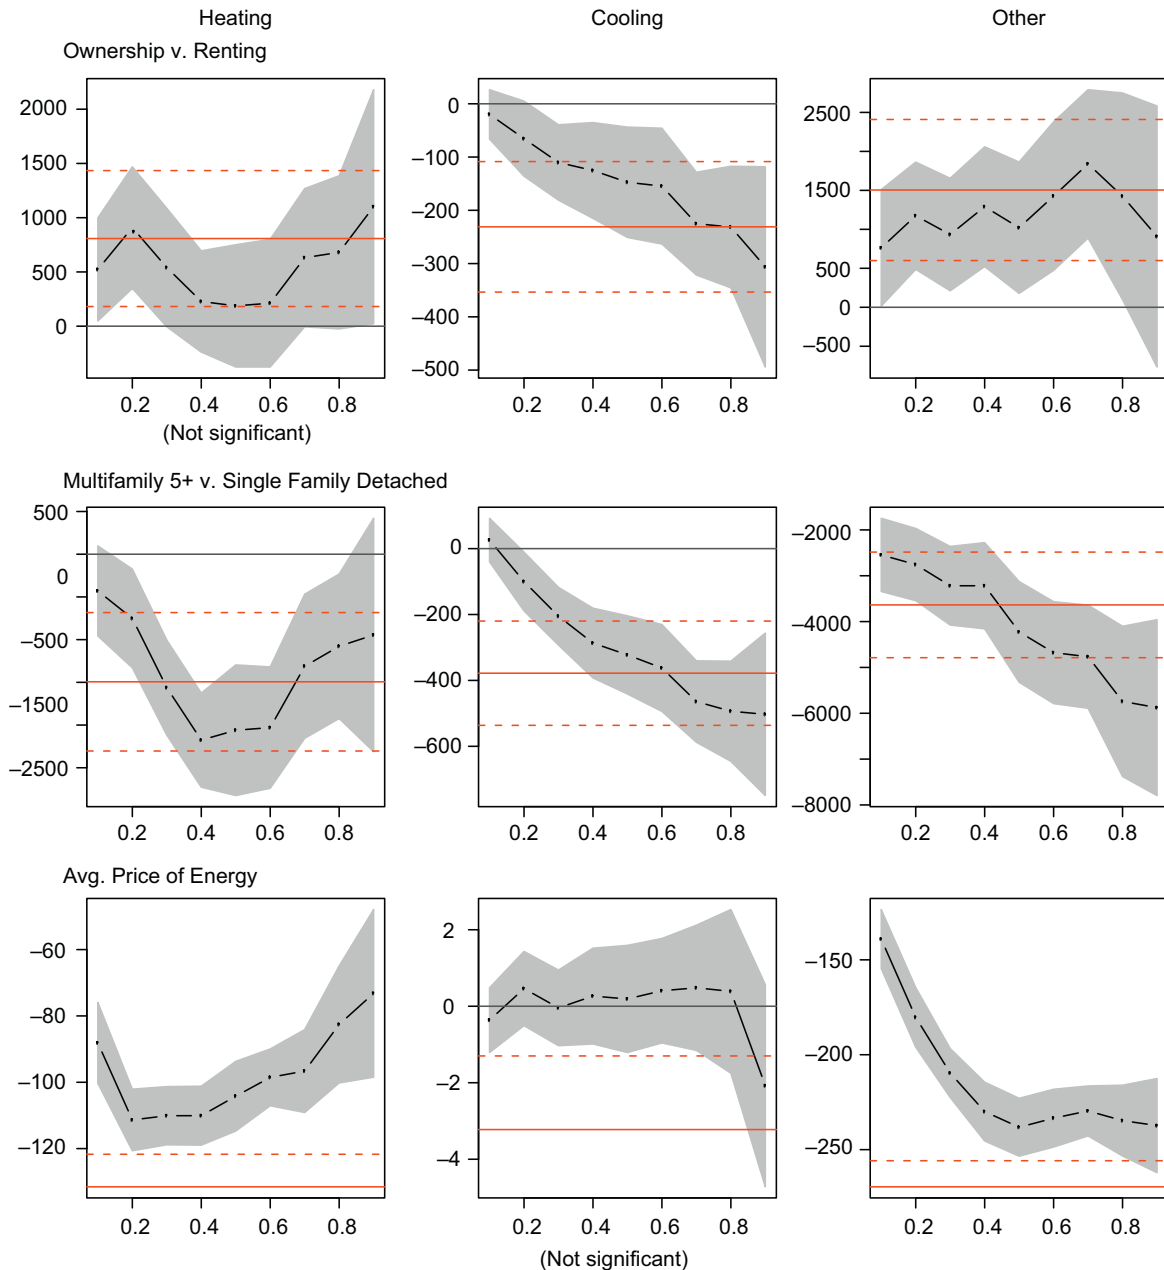 Heating Cooling Other
Ownership v. Renting
2000
1500
1000
500
0
0
–100
–200
–300
–400
–500
2500
1500
500
0
–500
0.2 0.4 0.6 0.8
0.2 0.4 0.6 0.8
0.2 0.4 0.6 0.8
(Not significant)
Multifamily 5+ v. Single Family Detached
500
0
–500
–1500
–2500
0
–200
–400
–600
–2000
–4000
–6000
–8000
0.2 0.4 0.6 0.8
0.2 0.4 0.6 0.8
0.2 0.4 0.6 0.8
Avg. Price of Energy
–60
–80
–100
–120
2
0
–2
–4
–150
–200
–250
0.2 0.4 0.6 0.8
0.2 0.4 0.6 0.8
0.2 0.4 0.6 0.8
(Not significant)